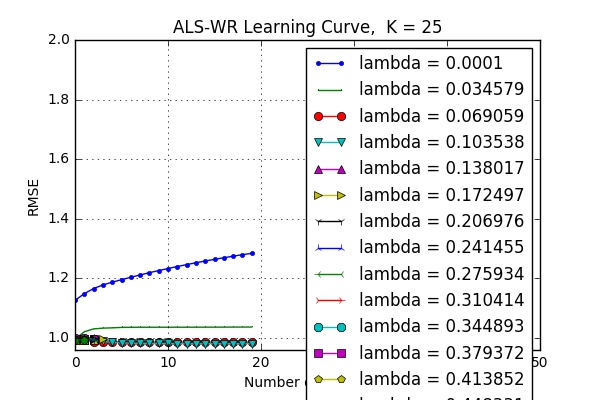 ALS-WR Learning Curve, K = 25
2.0
1.8
1.6
1.4
1.2
1.0
RMSE
0
10
20
50
Number
lambda = 0.0001
lambda = 0.034579
lambda = 0.069059
lambda = 0.103538
lambda = 0.138017
lambda = 0.172497
lambda = 0.206976
lambda = 0.241455
lambda = 0.275934
lambda = 0.310414
lambda = 0.344893
lambda = 0.379372
lambda = 0.413852